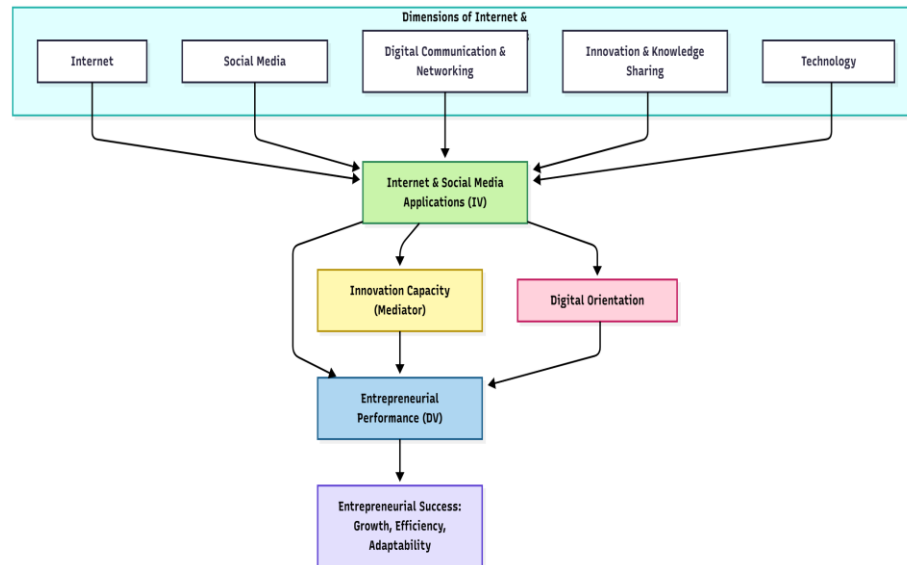 Dimensions of Internet &
Internet
Social Media
Digital Communication &
Networking
Innovation & Knowledge
Sharing
Technology
Internet & Social Media
Applications (IV)
Innovation Capacity
(Mediator)
Digital Orientation
Entrepreneurial
Performance (DV)
Entrepreneurial Success:
Growth, Efficiency,
Adaptability